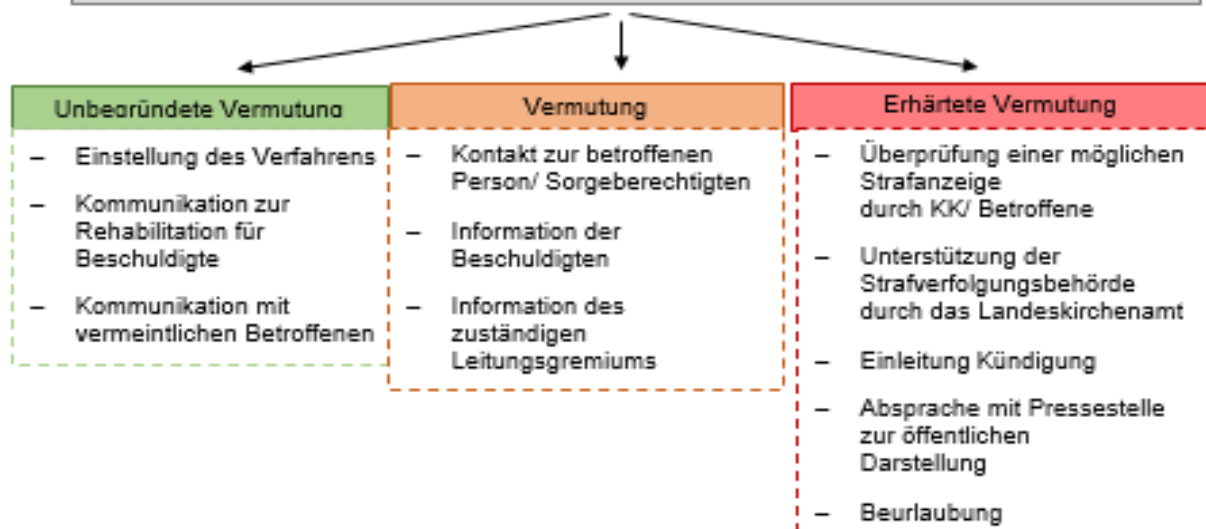 Unbegründete Vermutung
– Einstellung des Verfahrens
– Kommunikation zur
Rehabilitation für
Beschuldigte
– Kommunikation mit
vermeintlichen Betroffenen
Vermutung
– Kontakt zur betroffenen
Person/ Sorgeberechtigten
– Information der
Beschuldigten
– Information des
zuständigen
Leitungsgremiums
Erhärtete Vermutung
– Überprüfung einer möglichen
Strafanzeige
durch KK/ Betroffene
– Unterstützung der
Strafverfolgungsbehörde
durch das Landeskirchenamt
– Einleitung Kündigung
– Absprache mit Pressestelle
zur öffentlichen
Darstellung
– Beurlaubung